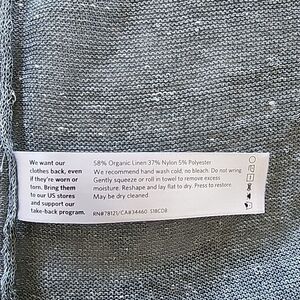 We want our
clothes back, even
if they're worn or
torn. Bring them
to our US stores
and support our
take-back program.
58% Organic Linen 37% Nylon 5% Polyester
We recommend hand wash cold, no bleach. Do not wring.
Gently squeeze or roll in towel to remove excess
moisture. Reshape and lay flat to dry. Press to restore.
May be dry cleaned.
RN#78121/CA#34460 S18CDB